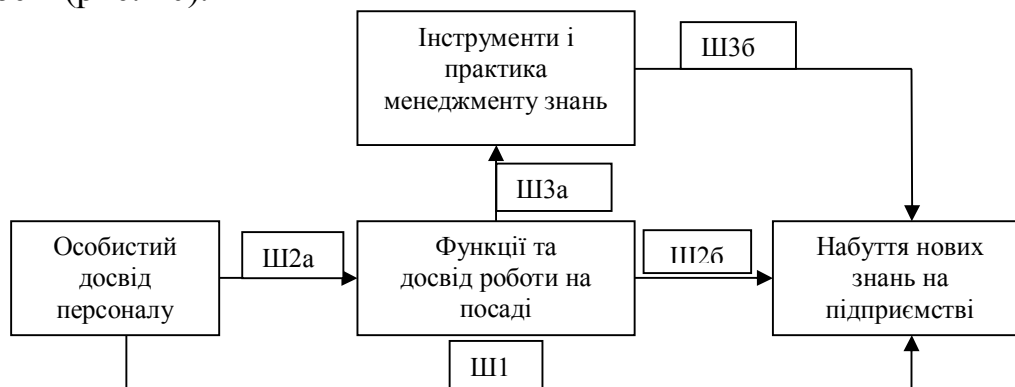 Інструменти і
практика
менеджменту знань
Ш3б
Ш3а
Особистий
досвід
персоналу
Ш2а
Функції та
досвід роботи на
посаді
Ш2б
Набуття нових
знань на
підприємстві
Ш1